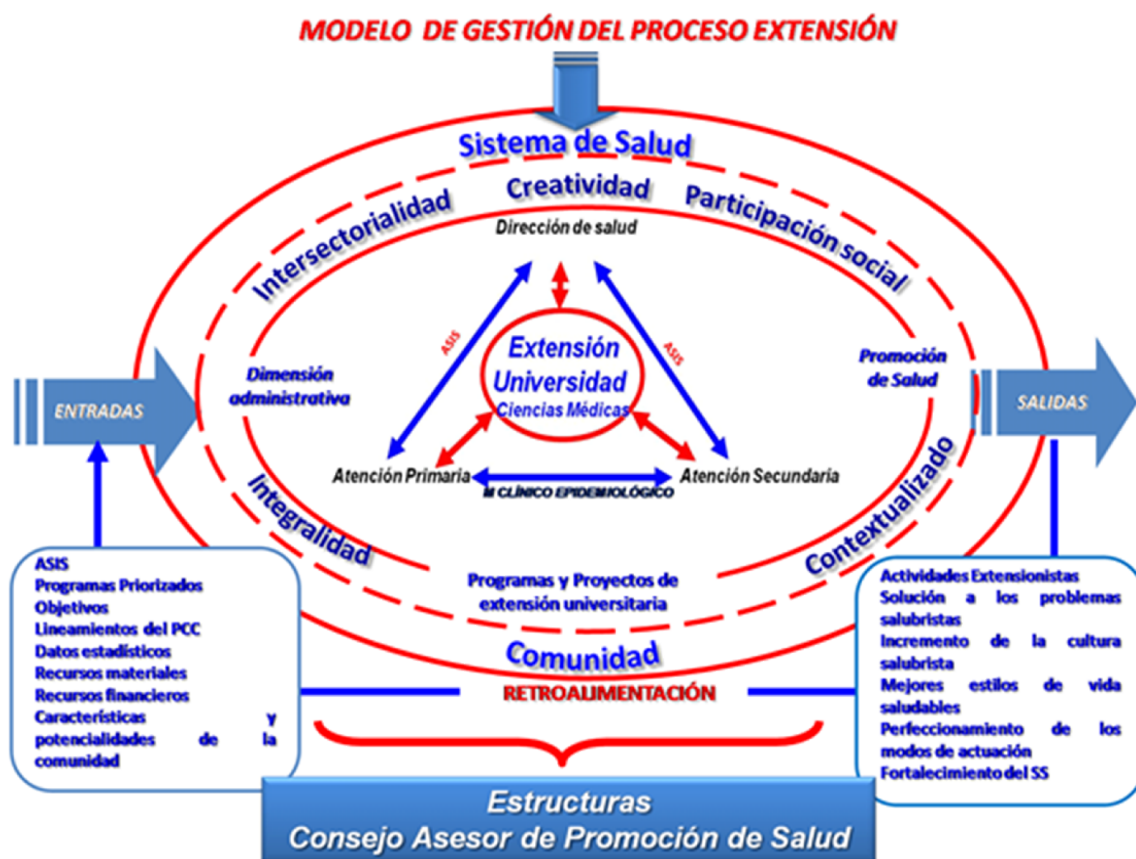 MODELO DE GESTIÓN DEL PROCESO EXTENSIÓN
Sistema de Salud
Intersectorialidad
Creatividad
Participación social
Dirección de salud
ASIS
ASIS
Extensión
Universidad
Ciencias Médicas
Dimensión
administrativa
Promoción
de Salud
ENTRADAS
SALIDAS
Atención Primaria
Atención Secundaria
M CLÍNICO EPIDEMIOLÓGICO
Integralidad
Contextualizado
Programas y Proyectos de
extensión universitaria
Comunidad
RETROALIMENTACIÓN
ASIS
Programas Priorizados
Objetivos
Lineamientos del PCC
Datos estadísticos
Recursos materiales
Recursos financieros
Características y
potencialidades de la
comunidad
Actividades Extensionistas
Solución a los problemas
salubristas
Incremento de la cultura
salubrista
Mejores estilos de vida
saludables
Perfeccionamiento de los
modos de actuación
Fortalecimiento del SS
Estructuras
Consejo Asesor de Promoción de Salud